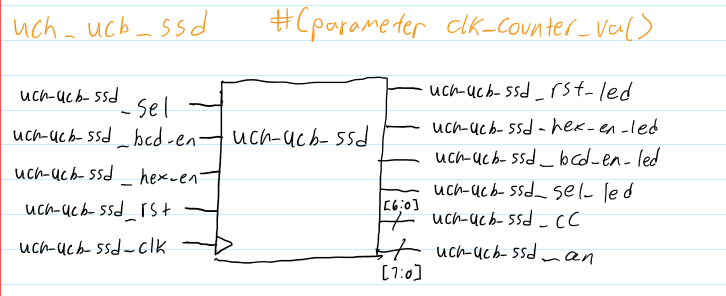 uch_ucb_ssd #(parameter clk_counter_val)
uch-ucb-ssd_sel
uch-ucb-ssd_bcd-en
uch-ucb-ssd_hex-en
uch-ucb-ssd_rst
uch-ucb-ssd-clk
uch-ucb-ssd
uch-ucb-ssd_rst-led
uch-ucb-ssd-hex-en-led
uch-ucb-ssd_bcd-en-led
uch-ucb-ssd_sel-led
[6:0]
uch-ucb-ssd_CC
uch-ucb-ssd_an
[7:0]